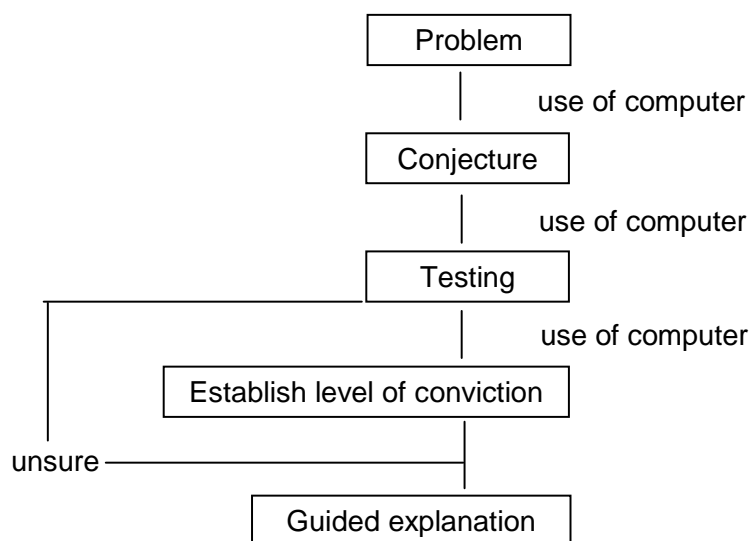 Problem
use of computer
Conjecture
use of computer
Testing
use of computer
Establish level of conviction
unsure
Guided explanation